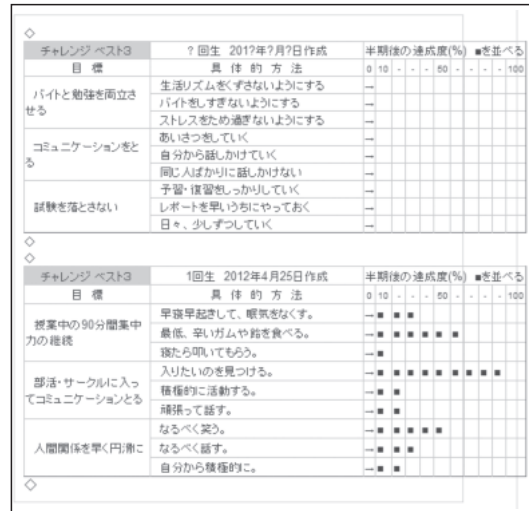 ◇
チャレンジ ベスト3 ?回生 201?年?月?日作成 半期後の達成度(%) ■を並べる
目 標 具 体 的 方 法 0 10 - - - 50 - - - - 100
バイトと勉強を両立させる 生活リズムをくずさないようにする →
バイトをしすぎないようにする →
ストレスをため過ぎないようにする →
コミュニケーションをとる あいさつをしていく →
自分から話しかけていく →
同じ人ばかりに話しかけない →
試験を落とさない 予習・復習をしっかりしていく →
レポートを早いうちにやっておく →
日々、少しずつしていく →
◇
◇
チャレンジ ベスト3 1回生 2012年4月25日作成 半期後の達成度(%) ■を並べる
目 標 具 体 的 方 法 0 10 - - - 50 - - - - 100
授業中の90分間集中力の継続 早寝早起きして、眠気をなくす。 →■ ■ ■
最低、辛いガムや飴を食べる。 →■ ■ ■ ■ ■ ■
寝たら叩いてもらう。 →■
部活・サークルに入ってコミュニケーションとる 入りたいのを見つける。 →■ ■ ■ ■ ■ ■ ■ ■ ■
積極的に活動する。 →■ ■
頑張って話す。 →■ ■
人間関係を早く円滑に なるべく笑う。 →■ ■ ■ ■ ■
なるべく話す。 →■ ■ ■
自分から積極的に。 →■ ■
◇